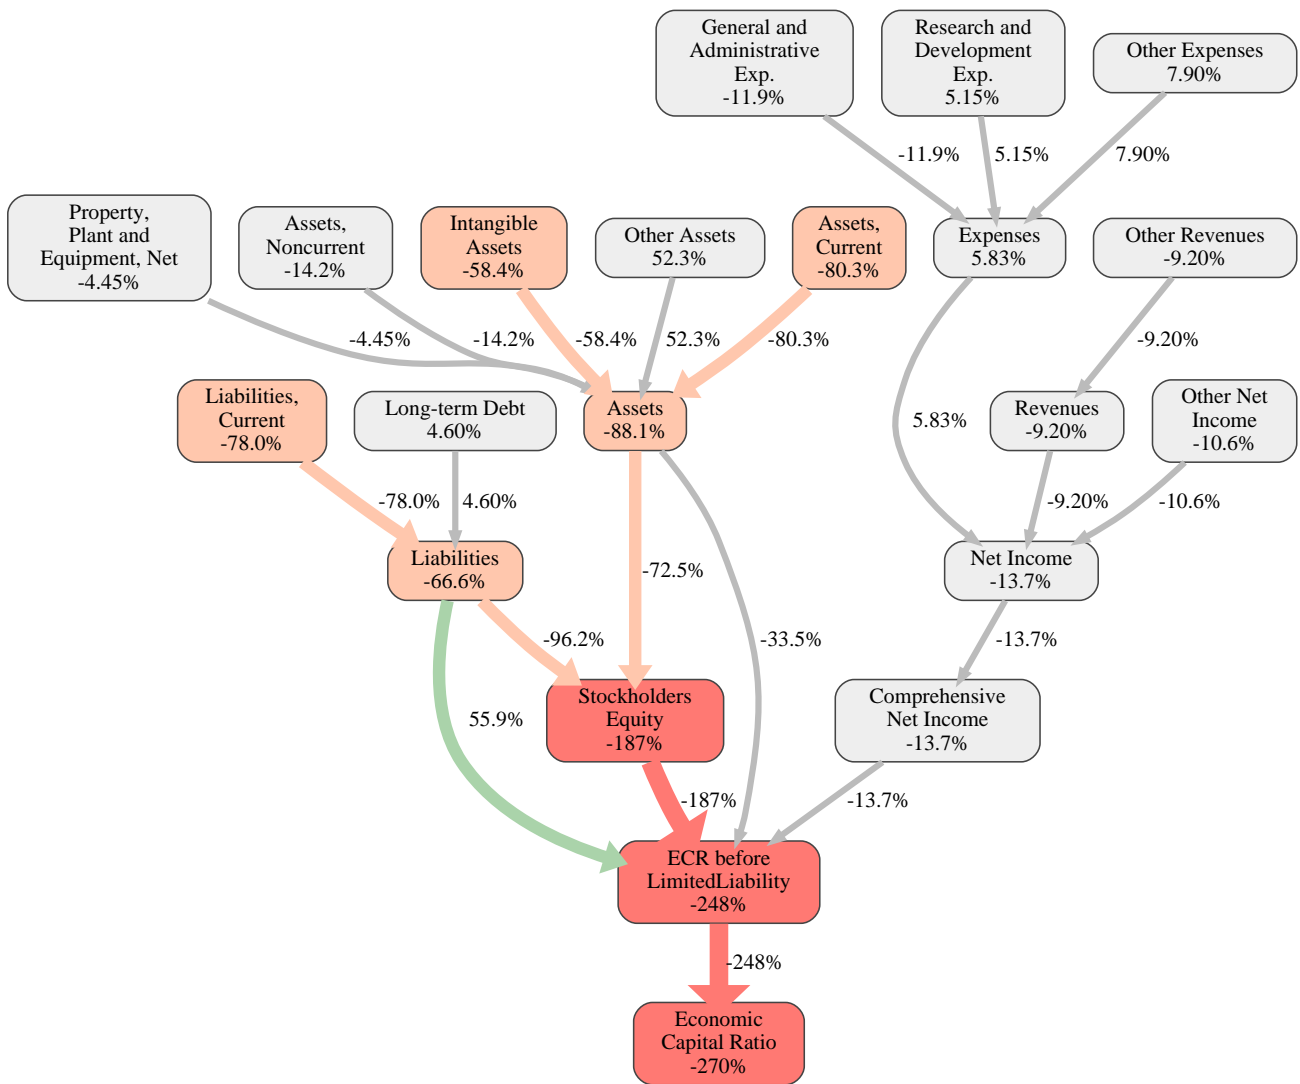 General and
Administrative
Exp.
-11.9%
Research and
Development
Exp.
5.15%
Other Expenses
7.90%
-11.9%
5.15%
7.90%
Property,
Plant and
Equipment, Net
-4.45%
Assets,
Noncurrent
-14.2%
Intangible
Assets
-58.4%
Other Assets
52.3%
Assets,
Current
-80.3%
Expenses
5.83%
Other Revenues
-9.20%
-4.45%
-14.2%
-58.4%
52.3%
-80.3%
-9.20%
Liabilities,
Current
-78.0%
Long-term Debt
4.60%
Assets
-88.1%
5.83%
Revenues
-9.20%
Other Net
Income
-10.6%
-78.0%
4.60%
-9.20%
-10.6%
Liabilities
-66.6%
-72.5%
Net Income
-13.7%
-96.2%
-33.5%
-13.7%
55.9%
Stockholders
Equity
-187%
Comprehensive
Net Income
-13.7%
-187%
-13.7%
ECR before
LimitedLiability
-248%
-248%
Economic
Capital Ratio
-270%